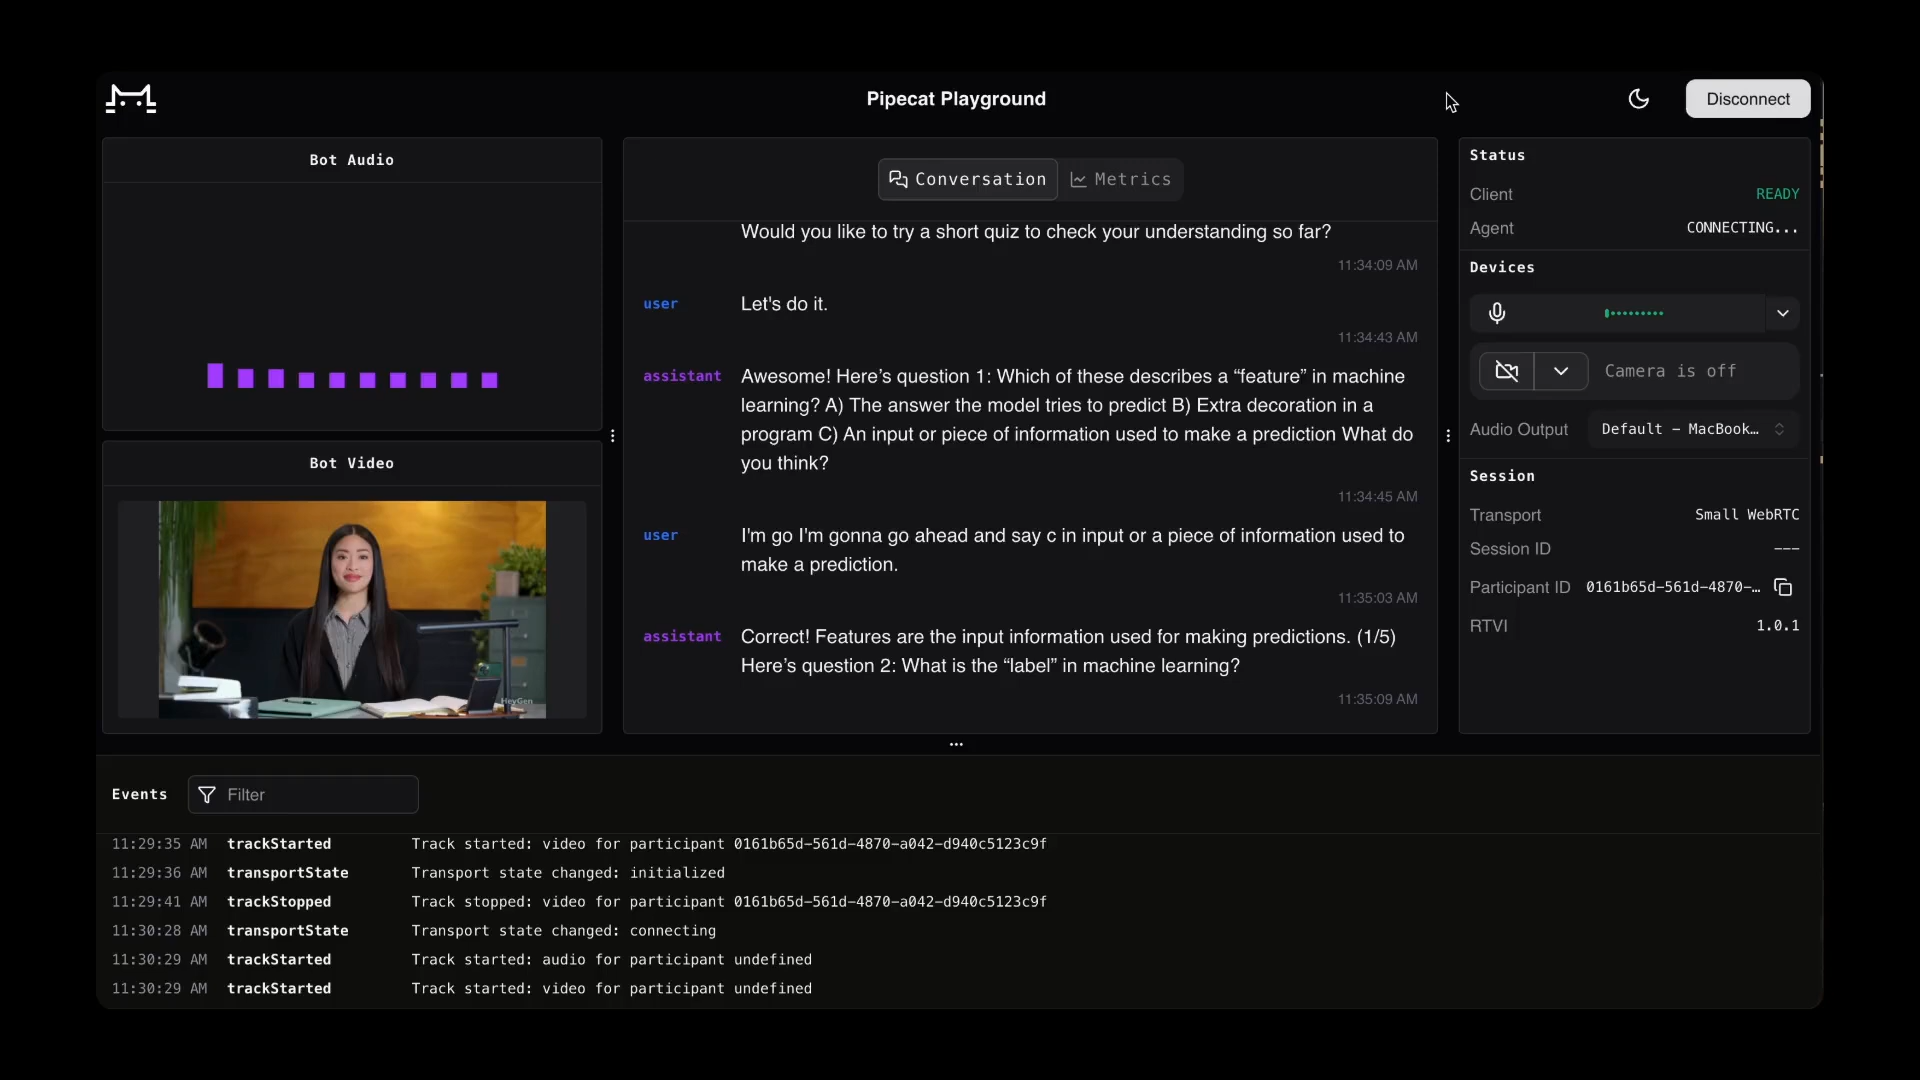 Pipecat Playground
Disconnect
Bot Audio
Bot Video
HeyGen
Conversation
Metrics
Would you like to try a short quiz to check your understanding so far?
11:34:09 AM
user
Let's do it.
11:34:43 AM
assistant
Awesome! Here’s question 1: Which of these describes a “feature” in machine
learning? A) The answer the model tries to predict B) Extra decoration in a
program C) An input or piece of information used to make a prediction What do
you think?
11:34:45 AM
user
I'm go I'm gonna go ahead and say c in input or a piece of information used to
make a prediction.
11:35:03 AM
assistant
Correct! Features are the input information used for making predictions. (1/5)
Here’s question 2: What is the “label” in machine learning?
11:35:09 AM
Status
Client READY
Agent CONNECTING...
Devices
Camera is off
Audio Output Default – MacBook…
Session
Transport Small WebRTC
Session ID ---
Participant ID 0161b65d-561d-4870-…
RTVI 1.0.1
Events
Filter
11:29:35 AM trackStarted Track started: video for participant 0161b65d-561d-4870-a042-d940c5123c9f
11:29:36 AM transportState Transport state changed: initialized
11:29:41 AM trackStopped Track stopped: video for participant 0161b65d-561d-4870-a042-d940c5123c9f
11:30:28 AM transportState Transport state changed: connecting
11:30:29 AM trackStarted Track started: audio for participant undefined
11:30:29 AM trackStarted Track started: video for participant undefined